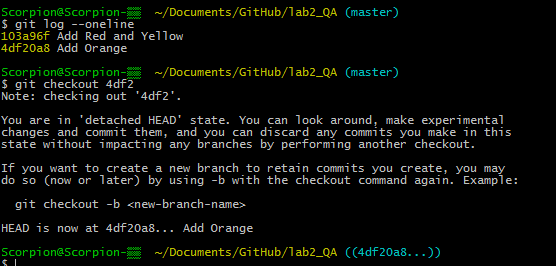 Scorpion@Scorpion-▒▒ ~/Documents/GitHub/lab2_QA (master)
$ git log --oneline
103a96f Add Red and Yellow
4df20a8 Add Orange
Scorpion@Scorpion-▒▒ ~/Documents/GitHub/lab2_QA (master)
$ git checkout 4df2
Note: checking out '4df2'.
You are in 'detached HEAD' state. You can look around, make experimental
changes and commit them, and you can discard any commits you make in this
state without impacting any branches by performing another checkout.
If you want to create a new branch to retain commits you create, you may
do so (now or later) by using -b with the checkout command again. Example:
git checkout -b <new-branch-name>
HEAD is now at 4df20a8... Add Orange
Scorpion@Scorpion-▒▒ ~/Documents/GitHub/lab2_QA ((4df20a8...))
$